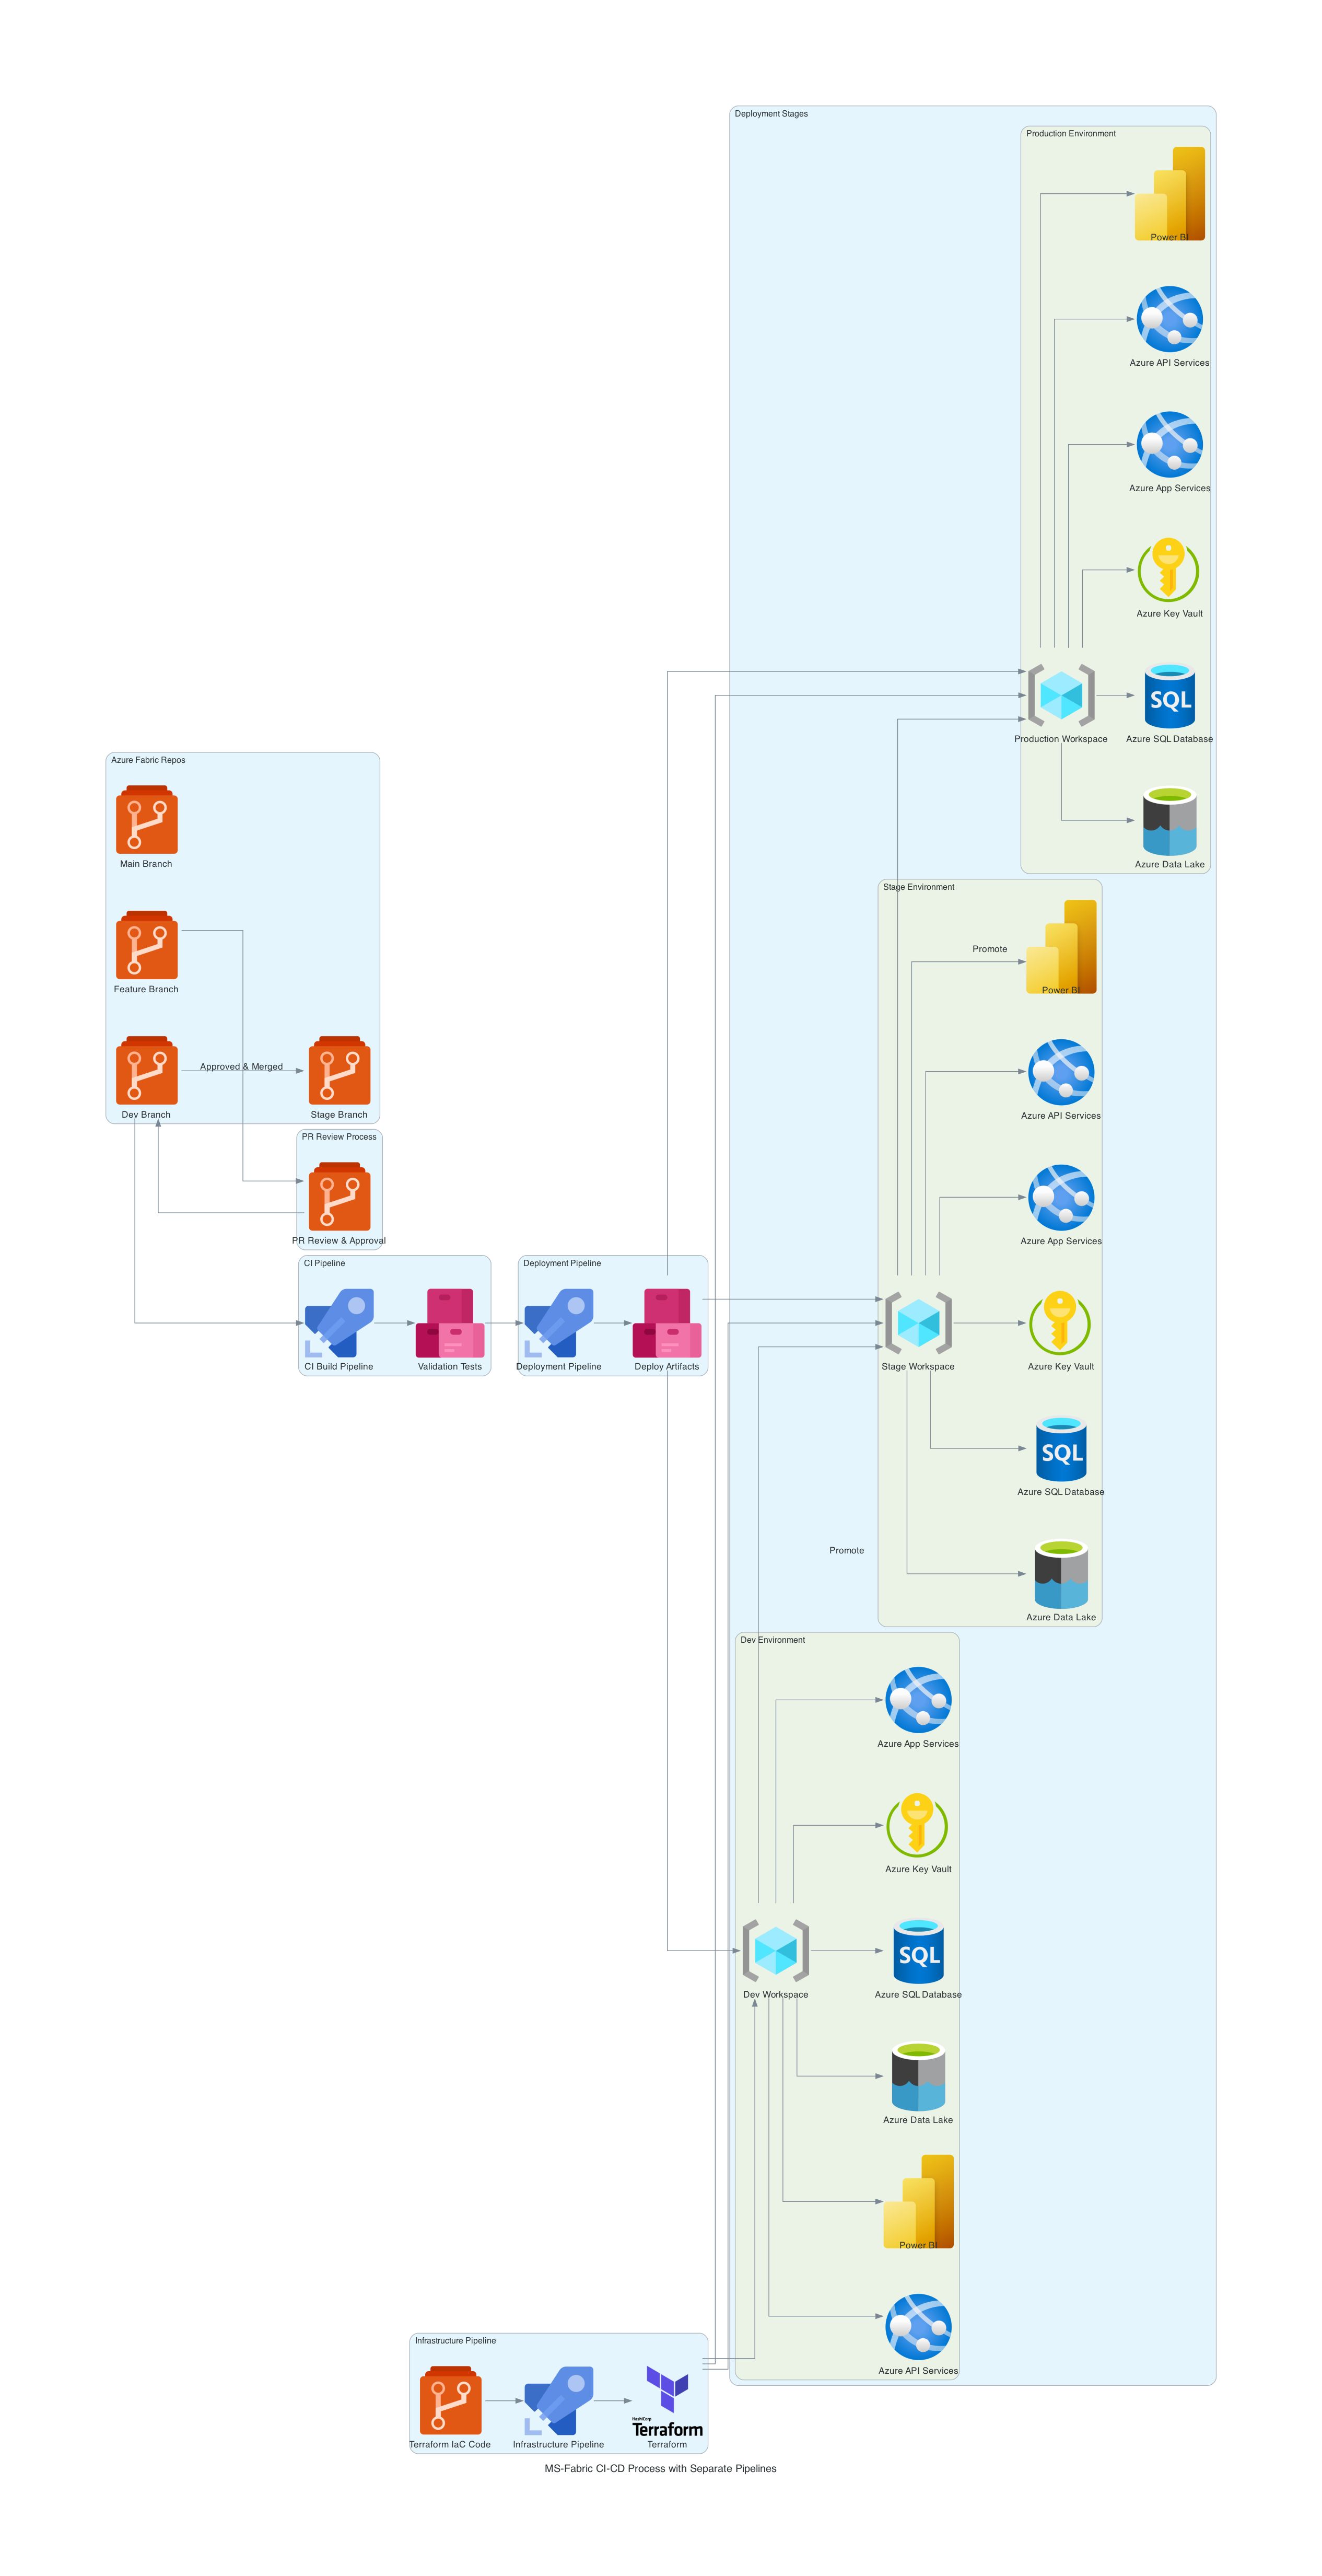 Deployment Stages
Production Environment
Power BI
Azure API Services
Azure App Services
Azure Key Vault
Production Workspace
SQL
Azure SQL Database
Azure Data Lake
Azure Fabric Repos
Main Branch
Feature Branch
Dev Branch
Approved & Merged
Stage Branch
PR Review Process
PR Review & Approval
CI Pipeline
CI Build Pipeline
Validation Tests
Deployment Pipeline
Deployment Pipeline
Deploy Artifacts
Stage Environment
Promote
Power BI
Azure API Services
Azure App Services
Stage Workspace
Azure Key Vault
SQL
Azure SQL Database
Promote
Azure Data Lake
Dev Environment
Azure App Services
Azure Key Vault
Dev Workspace
SQL
Azure SQL Database
Azure Data Lake
Power BI
Azure API Services
Infrastructure Pipeline
Terraform IaC Code
Infrastructure Pipeline
HashiCorp
Terraform
Terraform
MS-Fabric CI-CD Process with Separate Pipelines